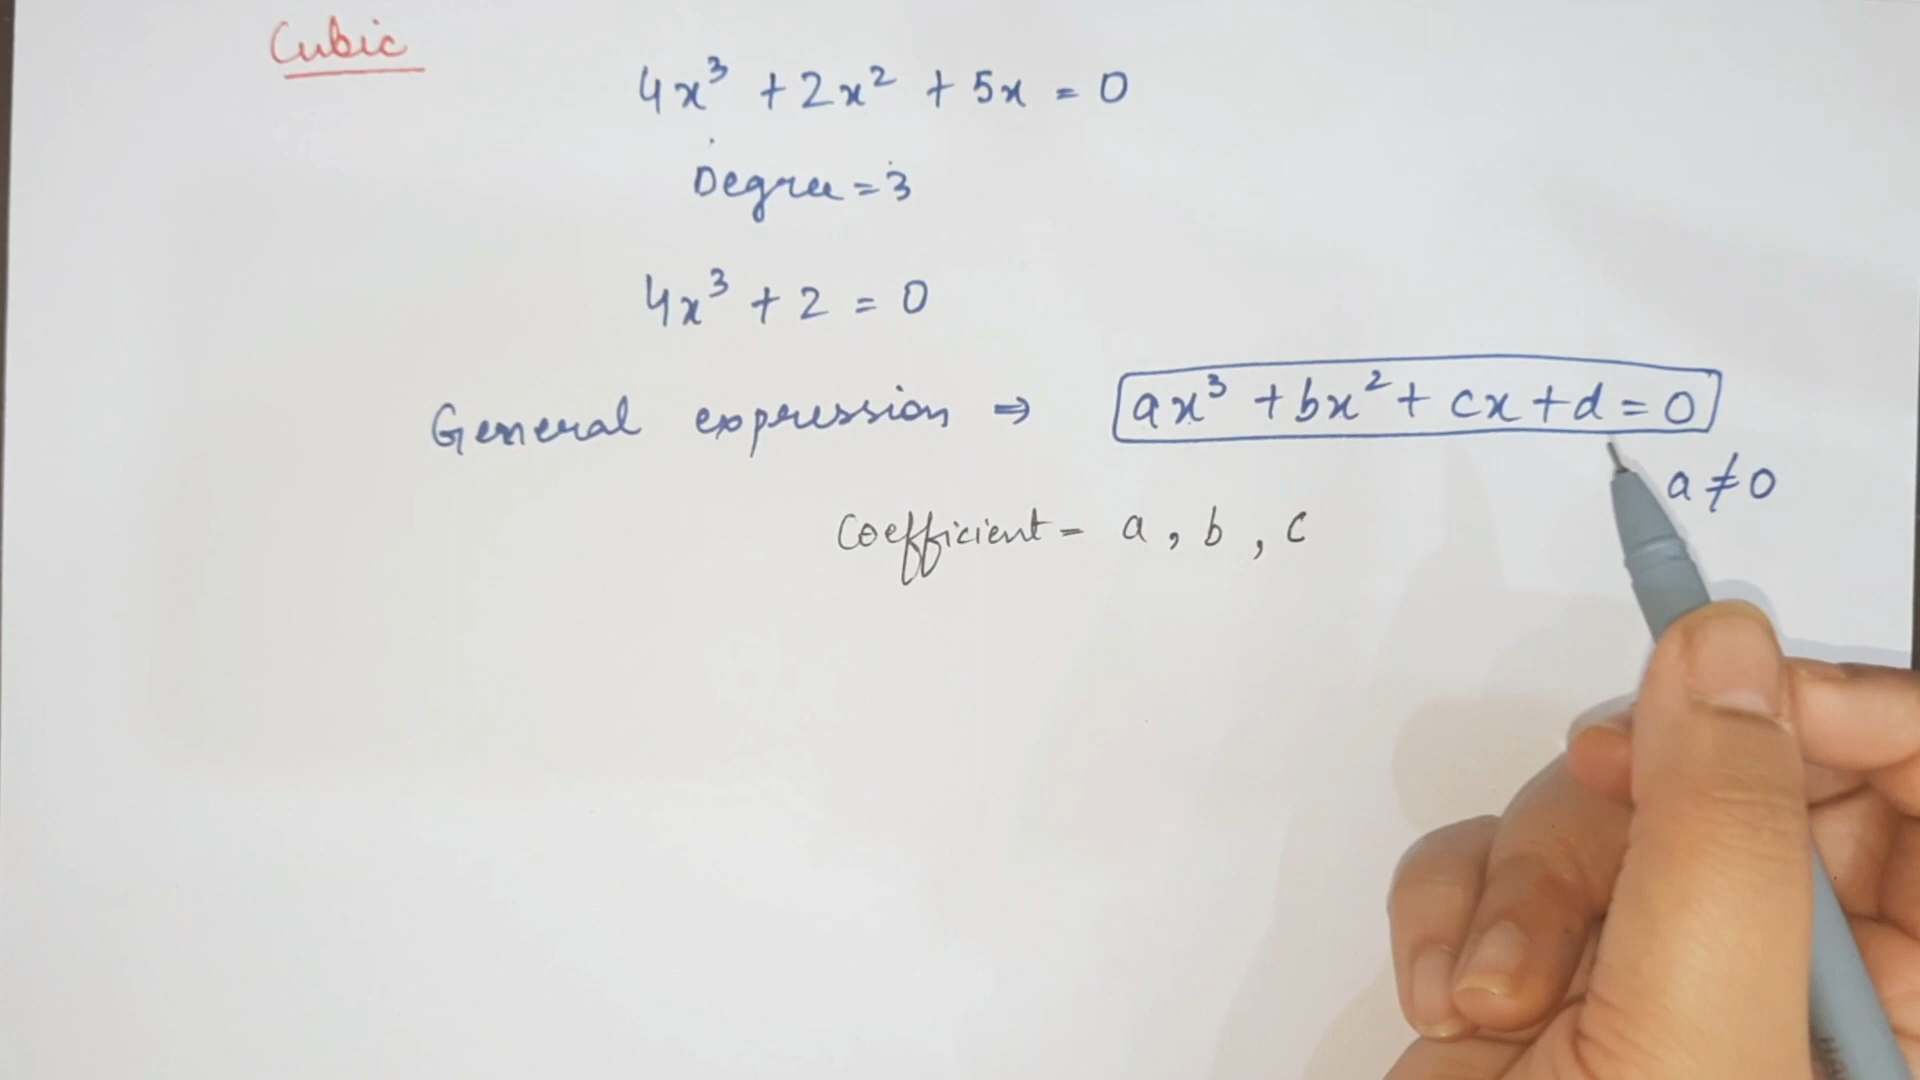 Cubic
4x³ + 2x² + 5x = 0
Degree = 3
4x³ + 2 = 0
General expression ⇒ ax³ + bx² + cx + d = 0
a ≠ 0
Coefficient = a, b, c